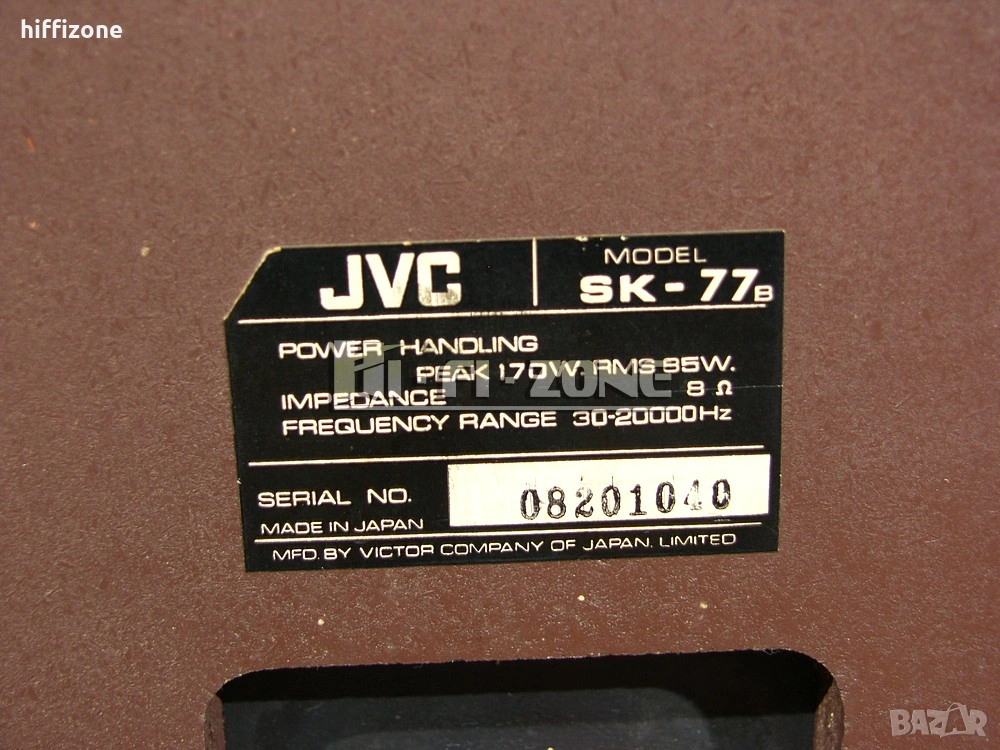 hiffizone
JVC
MODEL
SK-77B
POWER HANDLING
PEAK 170W. RMS 85W.
HI-FI-ZONE
IMPEDANCE 8 Ω
FREQUENCY RANGE 30-20000Hz
SERIAL NO. 08201040
MADE IN JAPAN
MFD. BY VICTOR COMPANY OF JAPAN. LIMITED
BAZAR